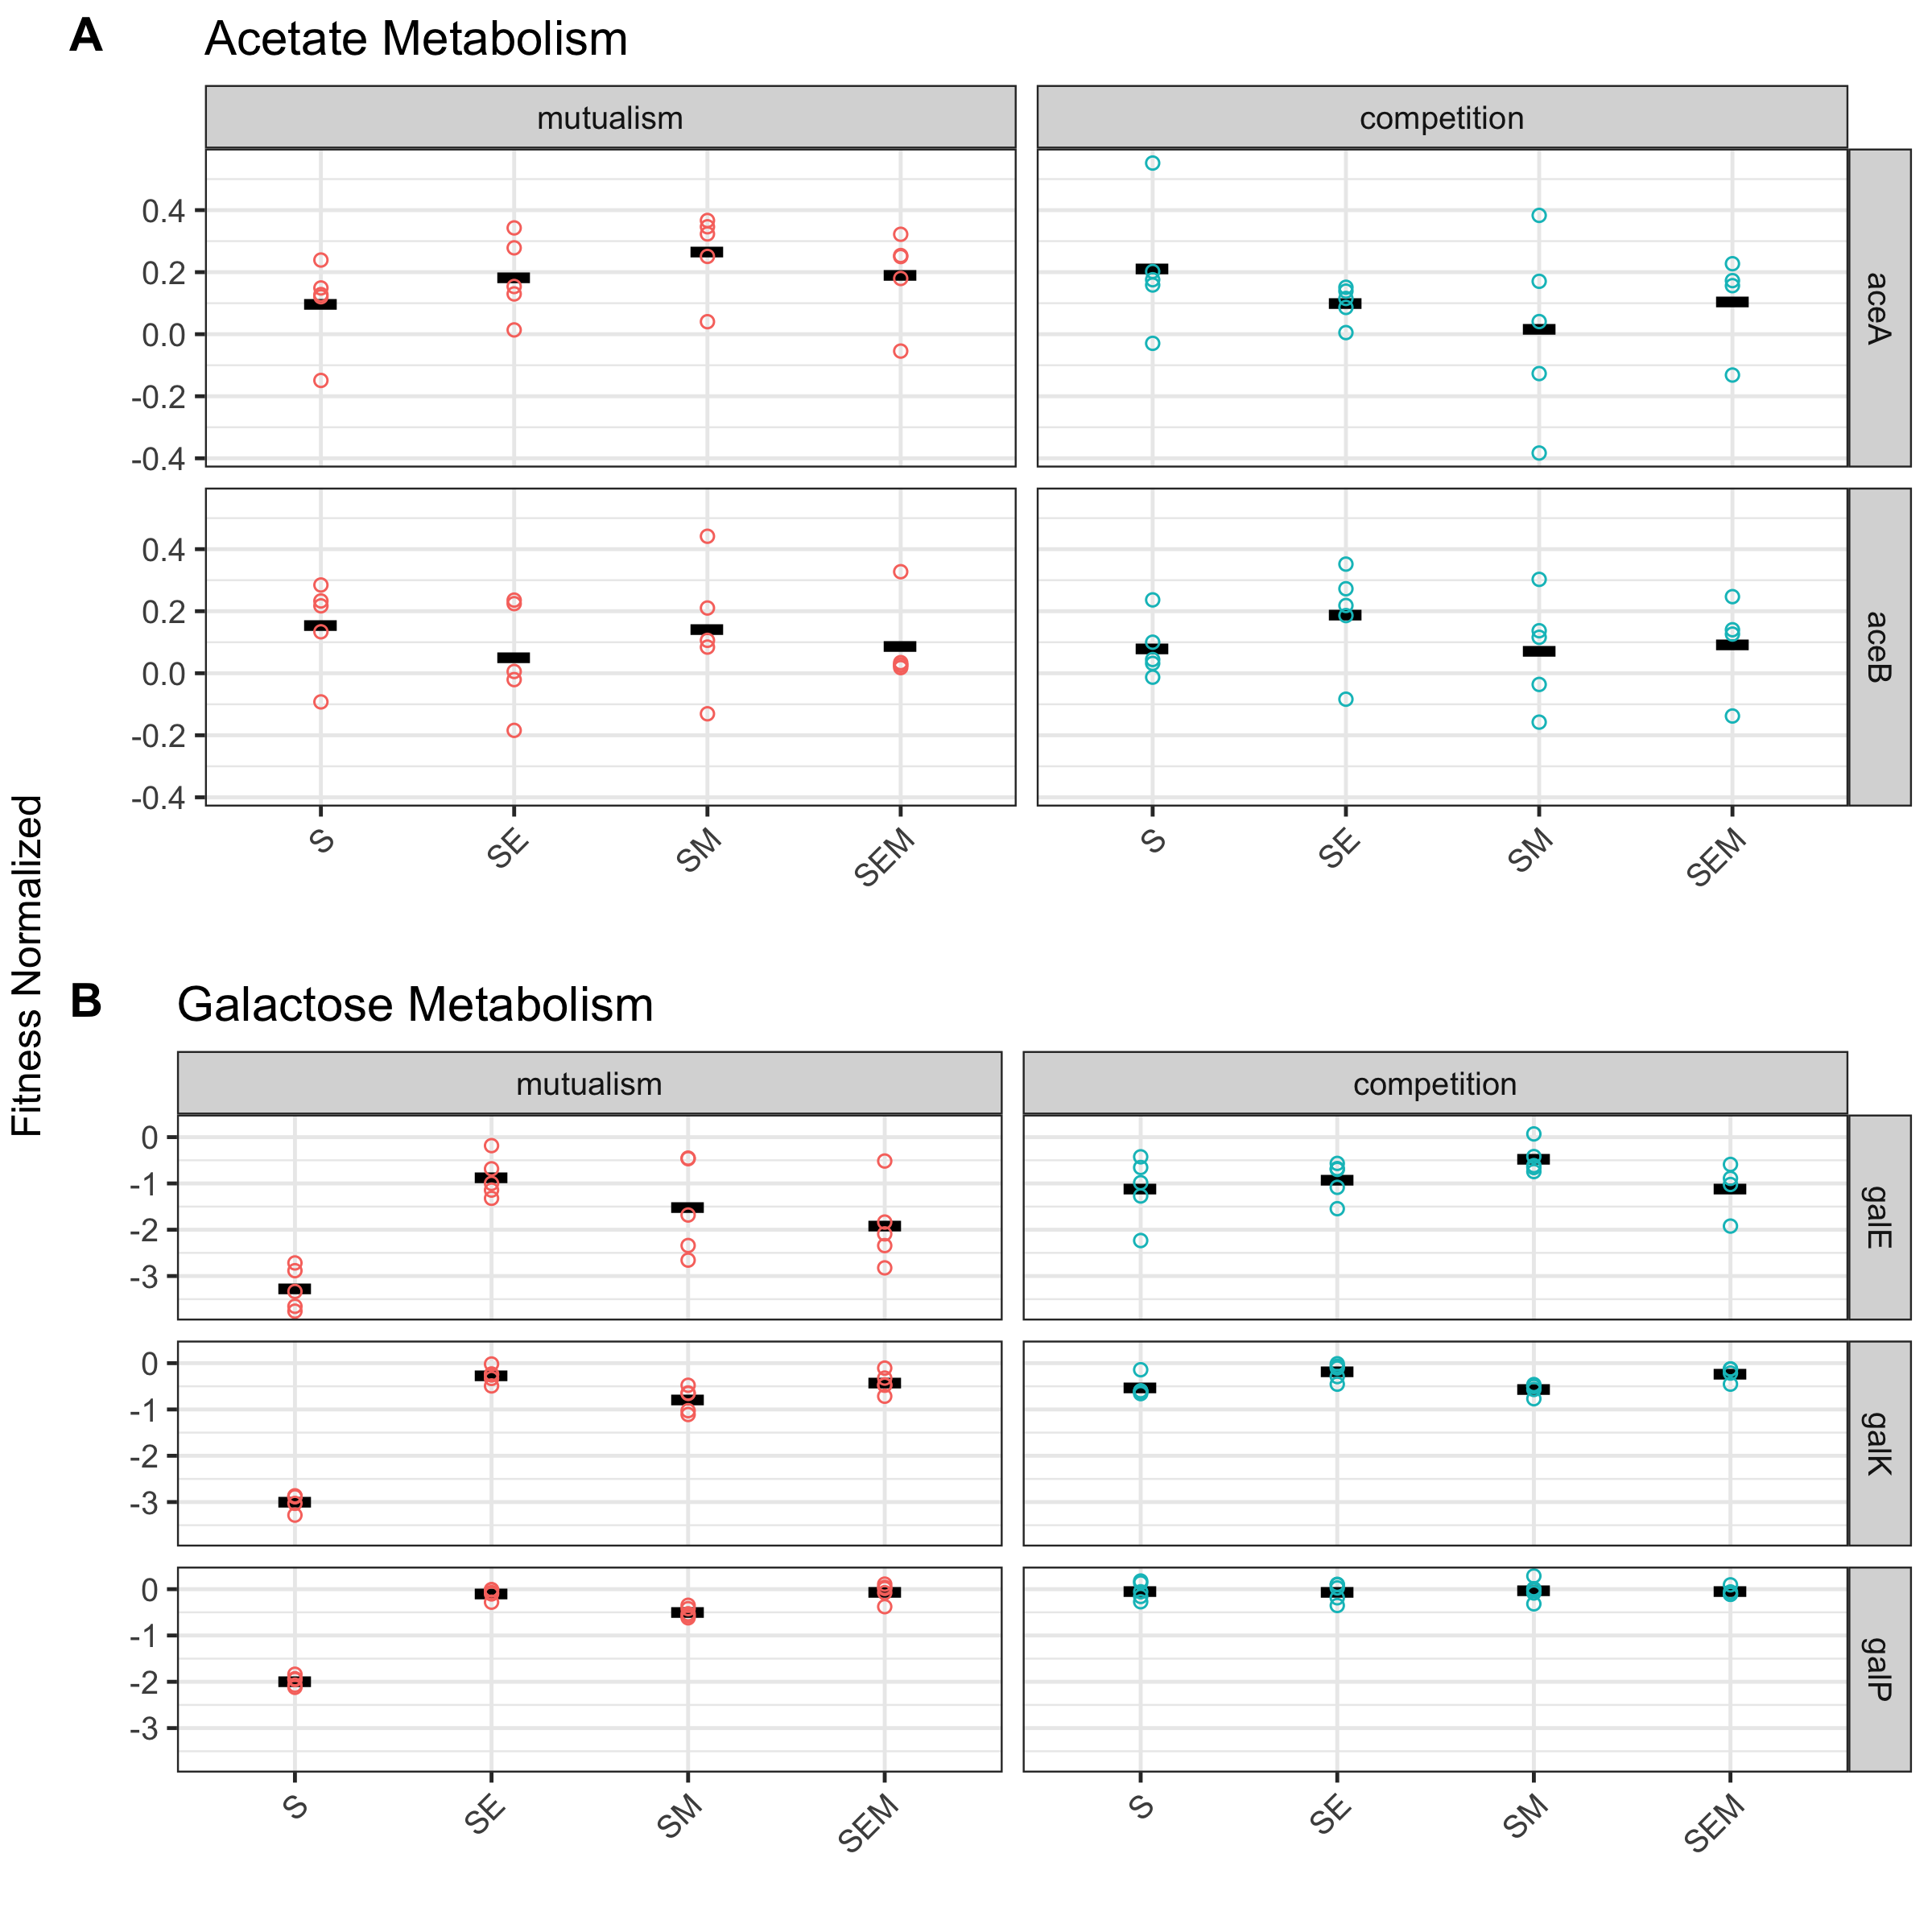 A Acetate Metabolism
mutualism competition
0.4
0.2
0.0
-0.2
-0.4
aceA
0.4
0.2
0.0
-0.2
-0.4
aceB
S SE SM SEM S SE SM SEM
Fitness Normalized
B Galactose Metabolism
mutualism competition
0
-1
-2
-3
galE
0
-1
-2
-3
galK
0
-1
-2
-3
galP
S SE SM SEM S SE SM SEM